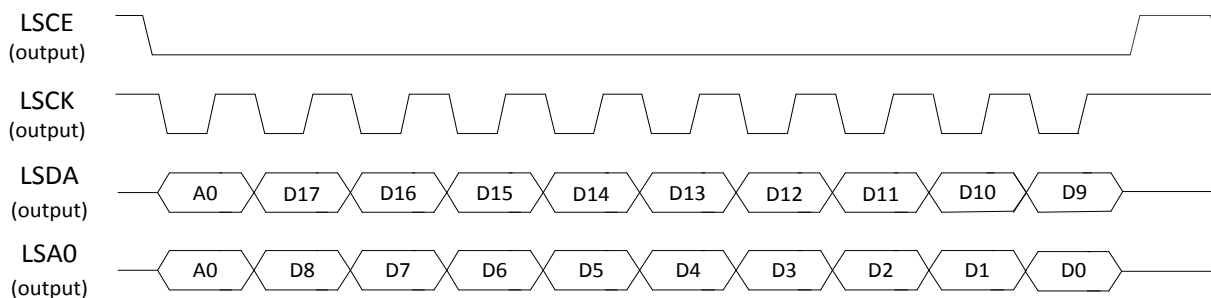 LSCE
(output)
LSCK
(output)
LSDA
(output)
A0 D17 D16 D15 D14 D13 D12 D11 D10 D9
LSA0
(output)
A0 D8 D7 D6 D5 D4 D3 D2 D1 D0